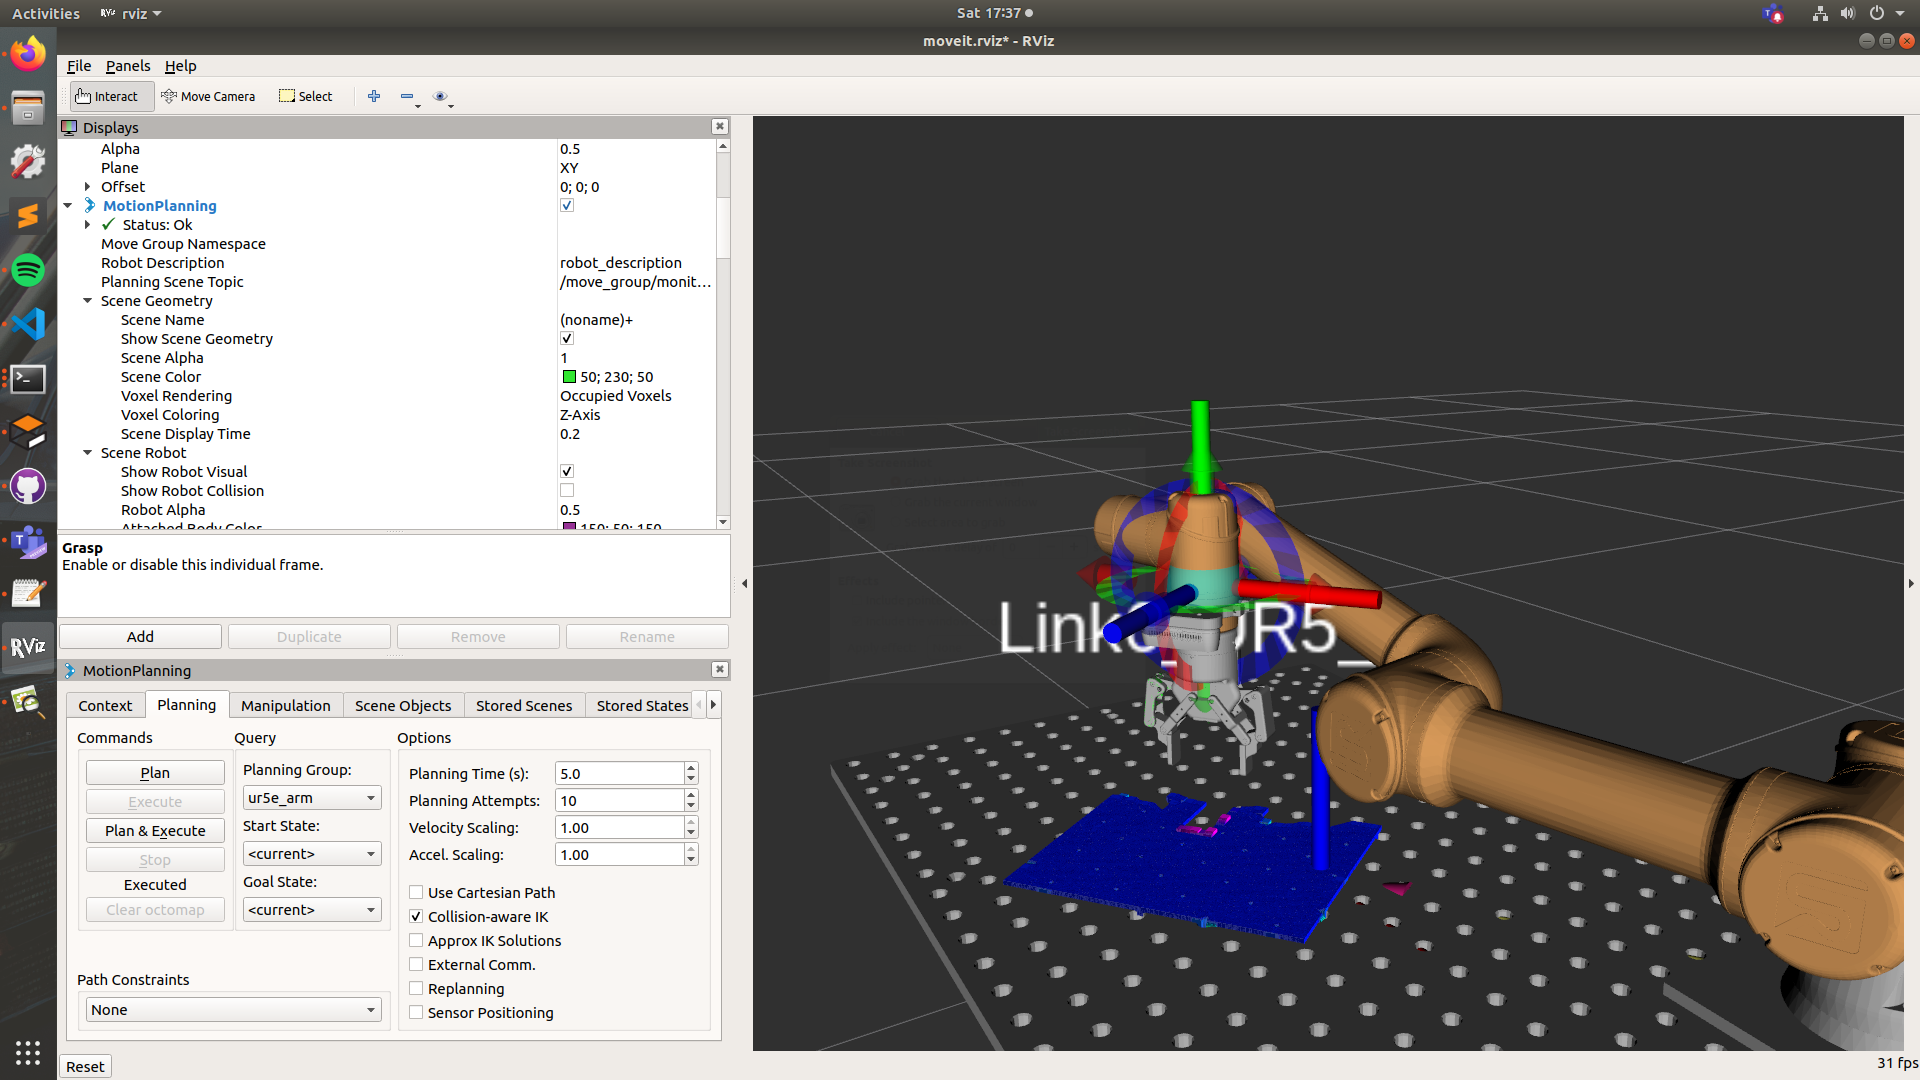 Activities
RViz rviz
Sat 17:37
moveit.rviz* - RViz
File Panels Help
Interact Move Camera Select
Displays
Alpha 0.5
Plane XY
Offset 0; 0; 0
MotionPlanning
Status: Ok
Move Group Namespace
Robot Description robot_description
Planning Scene Topic /move_group/monit...
Scene Geometry
Scene Name (noname)+
Show Scene Geometry
Scene Alpha 1
Scene Color 50; 230; 50
Voxel Rendering Occupied Voxels
Voxel Coloring Z-Axis
Scene Display Time 0.2
Scene Robot
Show Robot Visual
Show Robot Collision
Robot Alpha 0.5
Attached Body Color 150; 50; 150
Grasp
Enable or disable this individual frame.
Add Duplicate Remove Rename
RViz
MotionPlanning
Context Planning Manipulation Scene Objects Stored Scenes Stored States
Commands
Plan
Execute
Plan & Execute
Stop
Executed
Clear octomap
Query
Planning Group:
ur5e_arm
Start State:
<current>
Goal State:
<current>
Path Constraints
None
Options
Planning Time (s): 5.0
Planning Attempts: 10
Velocity Scaling: 1.00
Accel. Scaling: 1.00
Use Cartesian Path
Collision-aware IK
Approx IK Solutions
External Comm.
Replanning
Sensor Positioning
Reset
31 fps